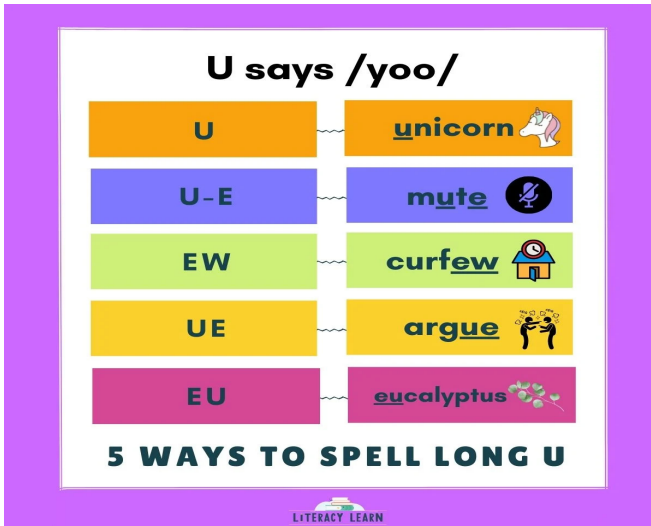 U says /yoo/
U unicorn
U-E mute
EW curfew
UE argue
EU eucalyptus
5 WAYS TO SPELL LONG U
LITERACY LEARN